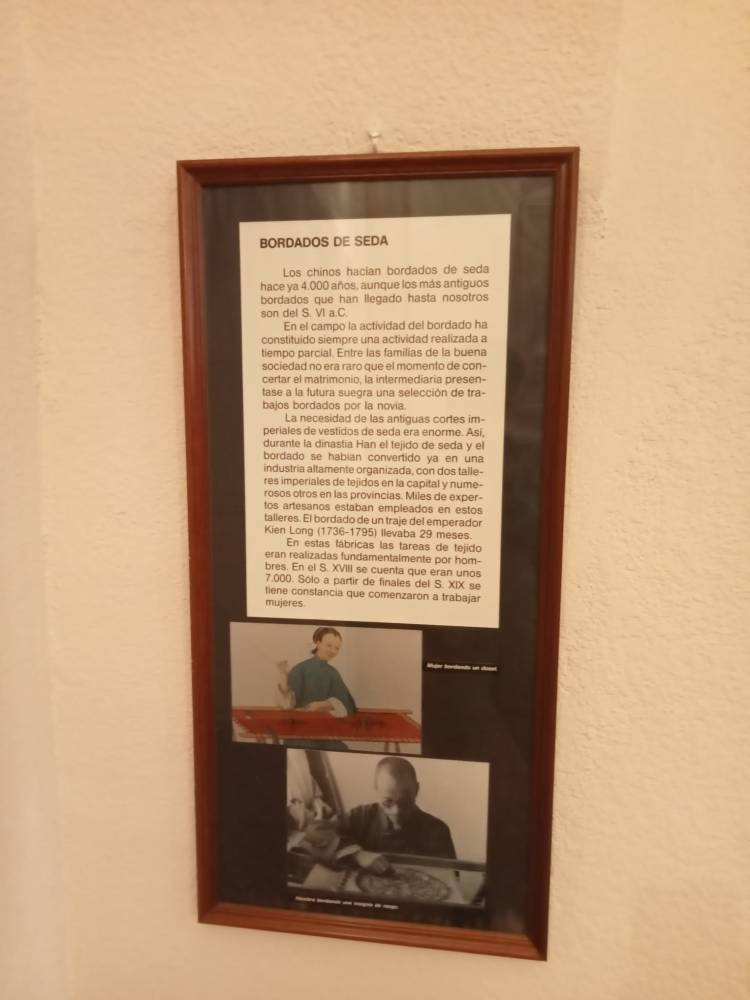 BORDADOS DE SEDA
Los chinos hacían bordados de seda
hace ya 4.000 años, aunque los más antiguos
bordados que han llegado hasta nosotros
son del S. VI a.C.
En el campo la actividad del bordado ha
constituido siempre una actividad realizada a
tiempo parcial. Entre las familias de la buena
sociedad no era raro que el momento de con-
certar el matrimonio, la intermediaria presen-
tase a la futura suegra una selección de tra-
bajos bordados por la novia.
La necesidad de las antiguas cortes im-
periales de vestidos de seda era enorme. Así,
durante la dinastía Han el tejido de seda y el
bordado se habían convertido ya en una
industria altamente organizada, con dos talle-
res imperiales de tejidos en la capital y nume-
rosos otros en las provincias. Miles de exper-
tos artesanos estaban empleados en estos
talleres. El bordado de un traje del emperador
Kien Long (1736-1795) llevaba 29 meses.
En estas fábricas las tareas de tejido
eran realizadas fundamentalmente por hom-
bres. En el S. XVIII se cuenta que eran unos
7.000. Sólo a partir de finales del S. XIX se
tiene constancia que comenzaron a trabajar
mujeres.
Mujer bordando un dosel.
Hombre bordando una insignia de rango.